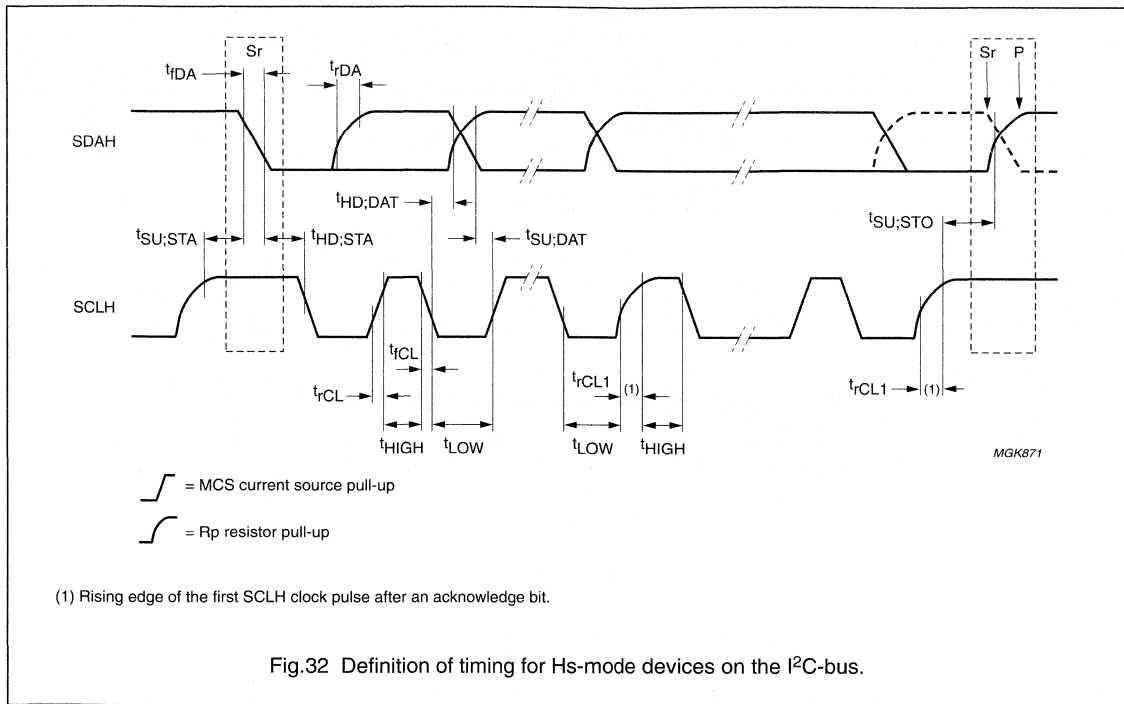 Sr
Sr P
tfDA
trDA
SDAH
tHD;DAT
tSU;STO
tSU;STA
tHD;STA
tSU;DAT
SCLH
tfCL
trCL
trCL1
(1)
trCL1
(1)
tHIGH
tLOW
tLOW
tHIGH
MGK871
= MCS current source pull-up
= Rp resistor pull-up
(1) Rising edge of the first SCLH clock pulse after an acknowledge bit.
Fig.32 Definition of timing for Hs-mode devices on the I2C-bus.